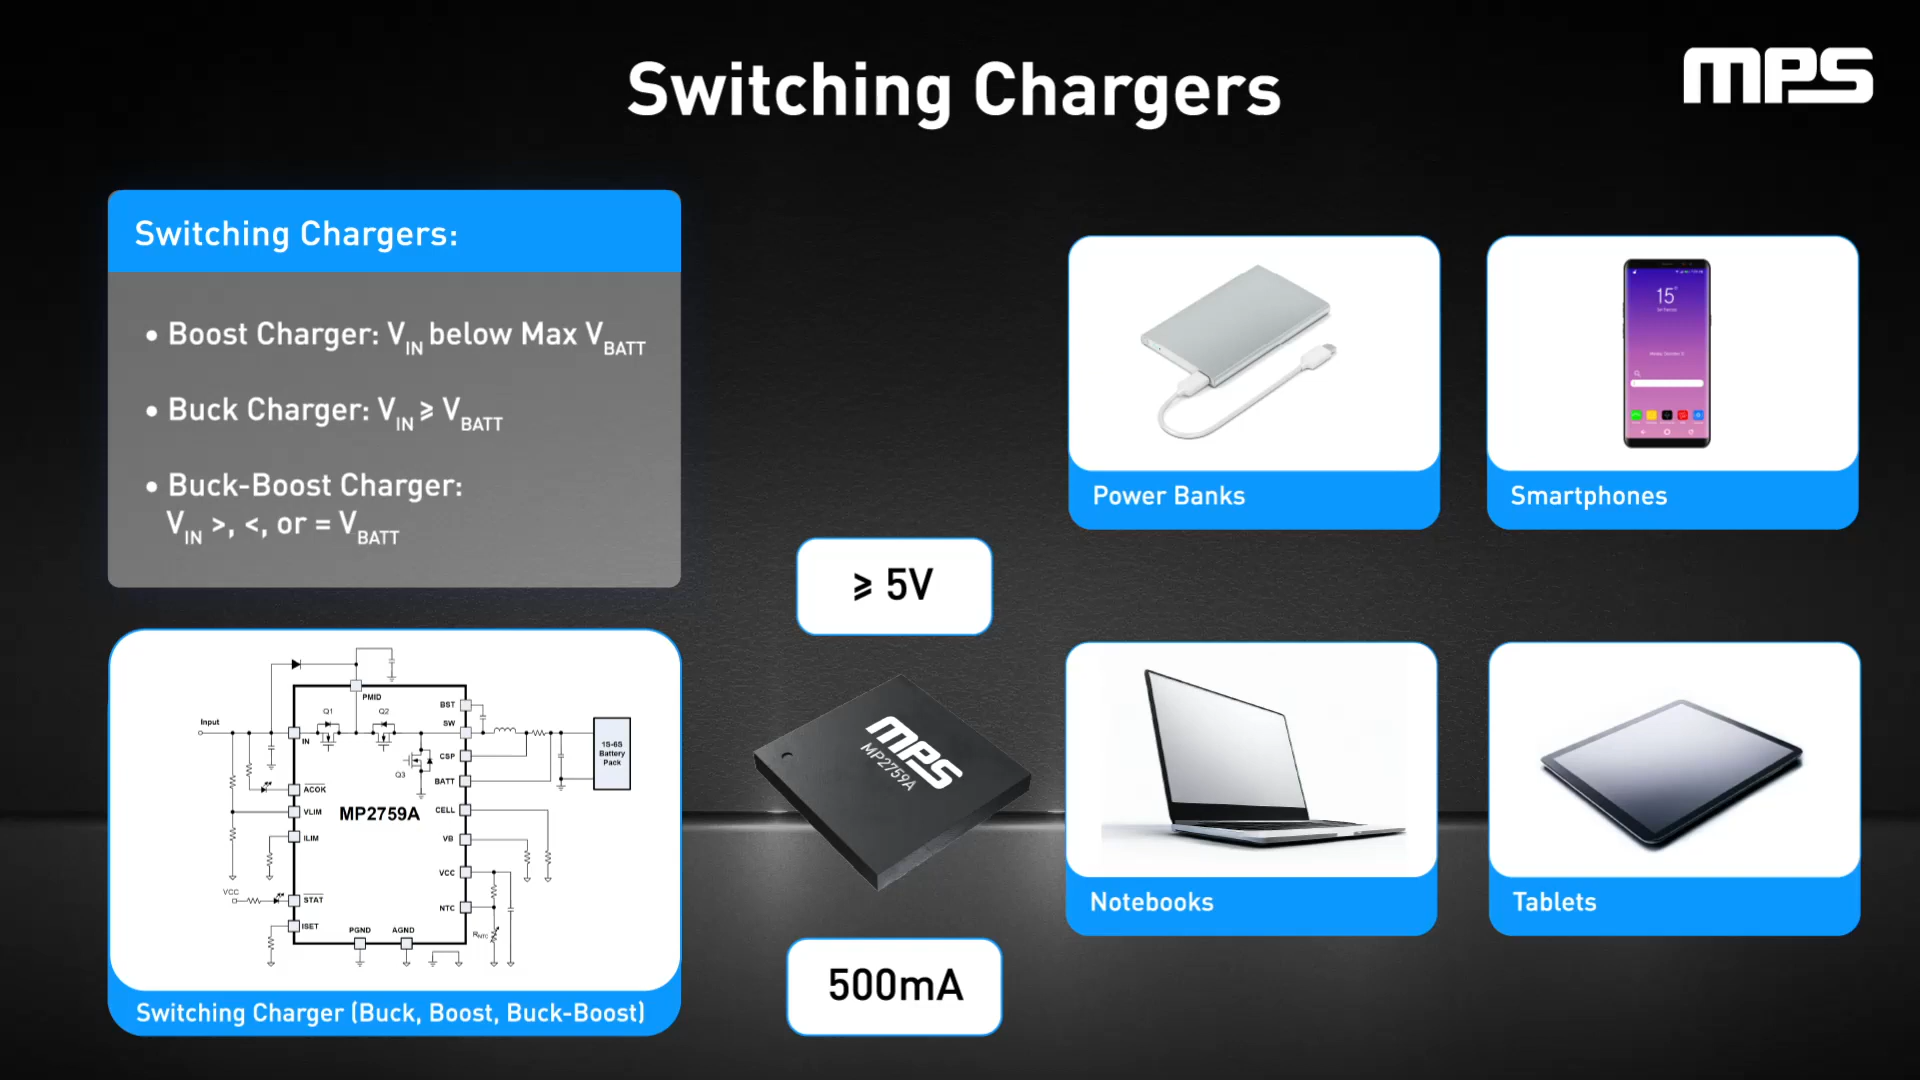 Switching Chargers
MPS
Switching Chargers:
• Boost Charger: VIN below Max VBATT
• Buck Charger: VIN ⩾ VBATT
• Buck-Boost Charger:
VIN >, <, or = VBATT
Power Banks
15°
Smartphones
⩾ 5V
PMID
BST
Input
Q1
Q2
SW
IN
CSP
Q3
1S-6S
Battery
Pack
BATT
ACOK
MP2759A
CELL
VLIM
ILIM
VB
VCC
VCC
STAT
NTC
ISET
PGND
AGND
RNTC
Switching Charger (Buck, Boost, Buck-Boost)
MPS
MP2759A
500mA
Notebooks
Tablets